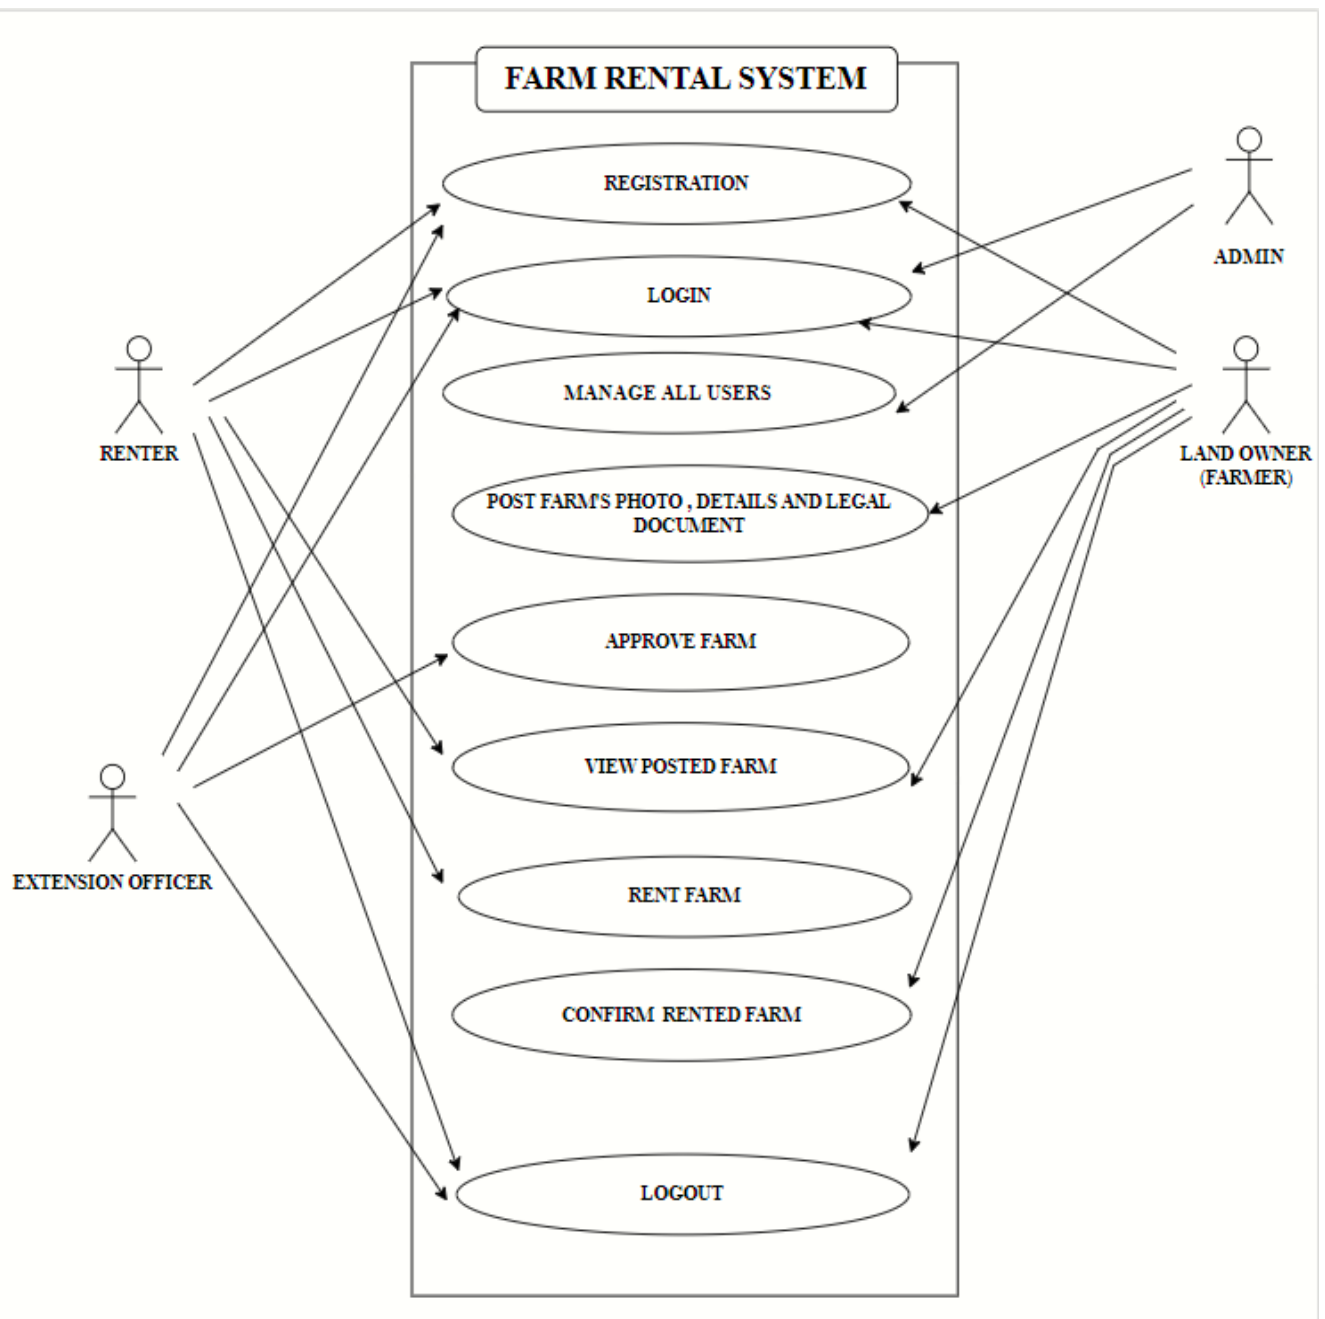 FARM RENTAL SYSTEM
REGISTRATION
ADMIN
LOGIN
MANAGE ALL USERS
RENTER
LAND OWNER
(FARMER)
POST FARM'S PHOTO , DETAILS AND LEGAL
DOCUMENT
APPROVE FARM
VIEW POSTED FARM
EXTENSION OFFICER
RENT FARM
CONFIRM RENTED FARM
LOGOUT